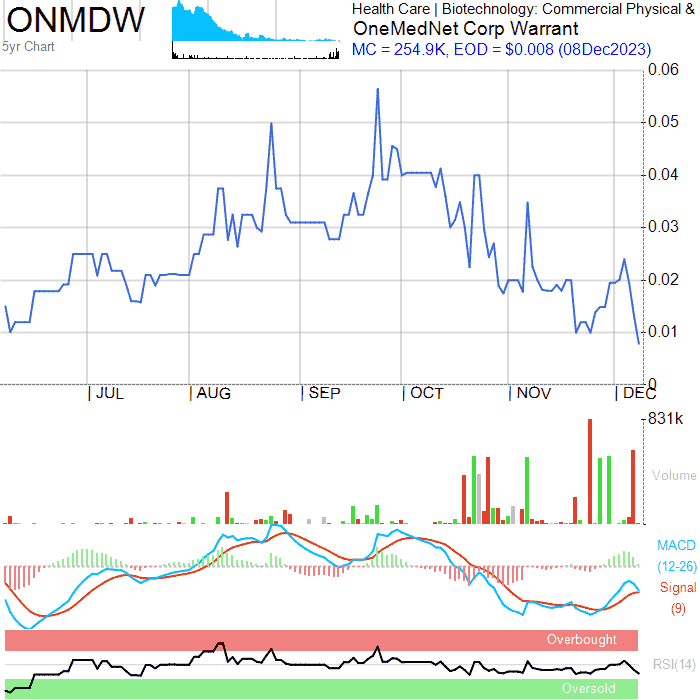 ONMDW
5yr Chart
Health Care | Biotechnology: Commercial Physical &
OneMedNet Corp Warrant
MC = 254.9K, EOD = $0.008 (08Dec2023)
0.06
0.05
0.04
0.03
0.02
0.01
0
JUL AUG SEP OCT NOV DEC
831k
Volume
MACD
(12-26)
Signal
(9)
Overbought
RSI(14)
Oversold